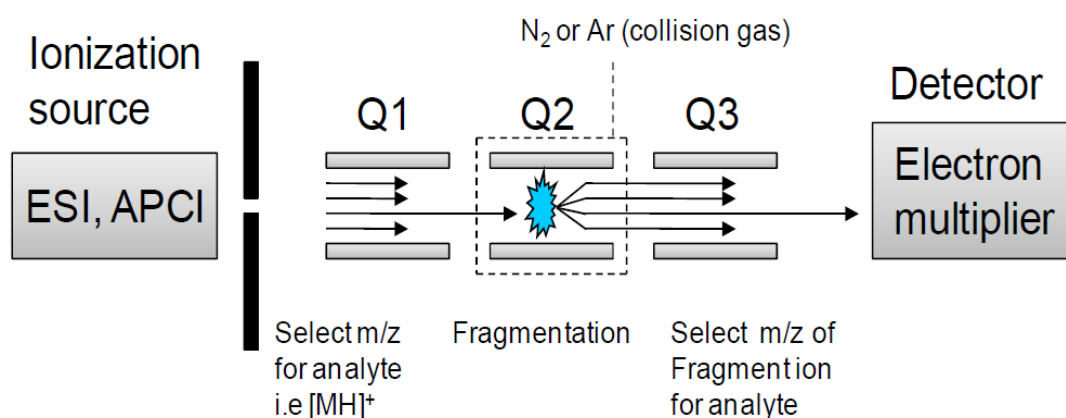 N₂ or Ar (collision gas)
Ionization
source
Q1
Q2
Q3
Detector
ESI, APCI
Electron
multiplier
Select m/z
for analyte
i.e [MH]⁺
Fragmentation
Select m/z of
Fragment ion
for analyte